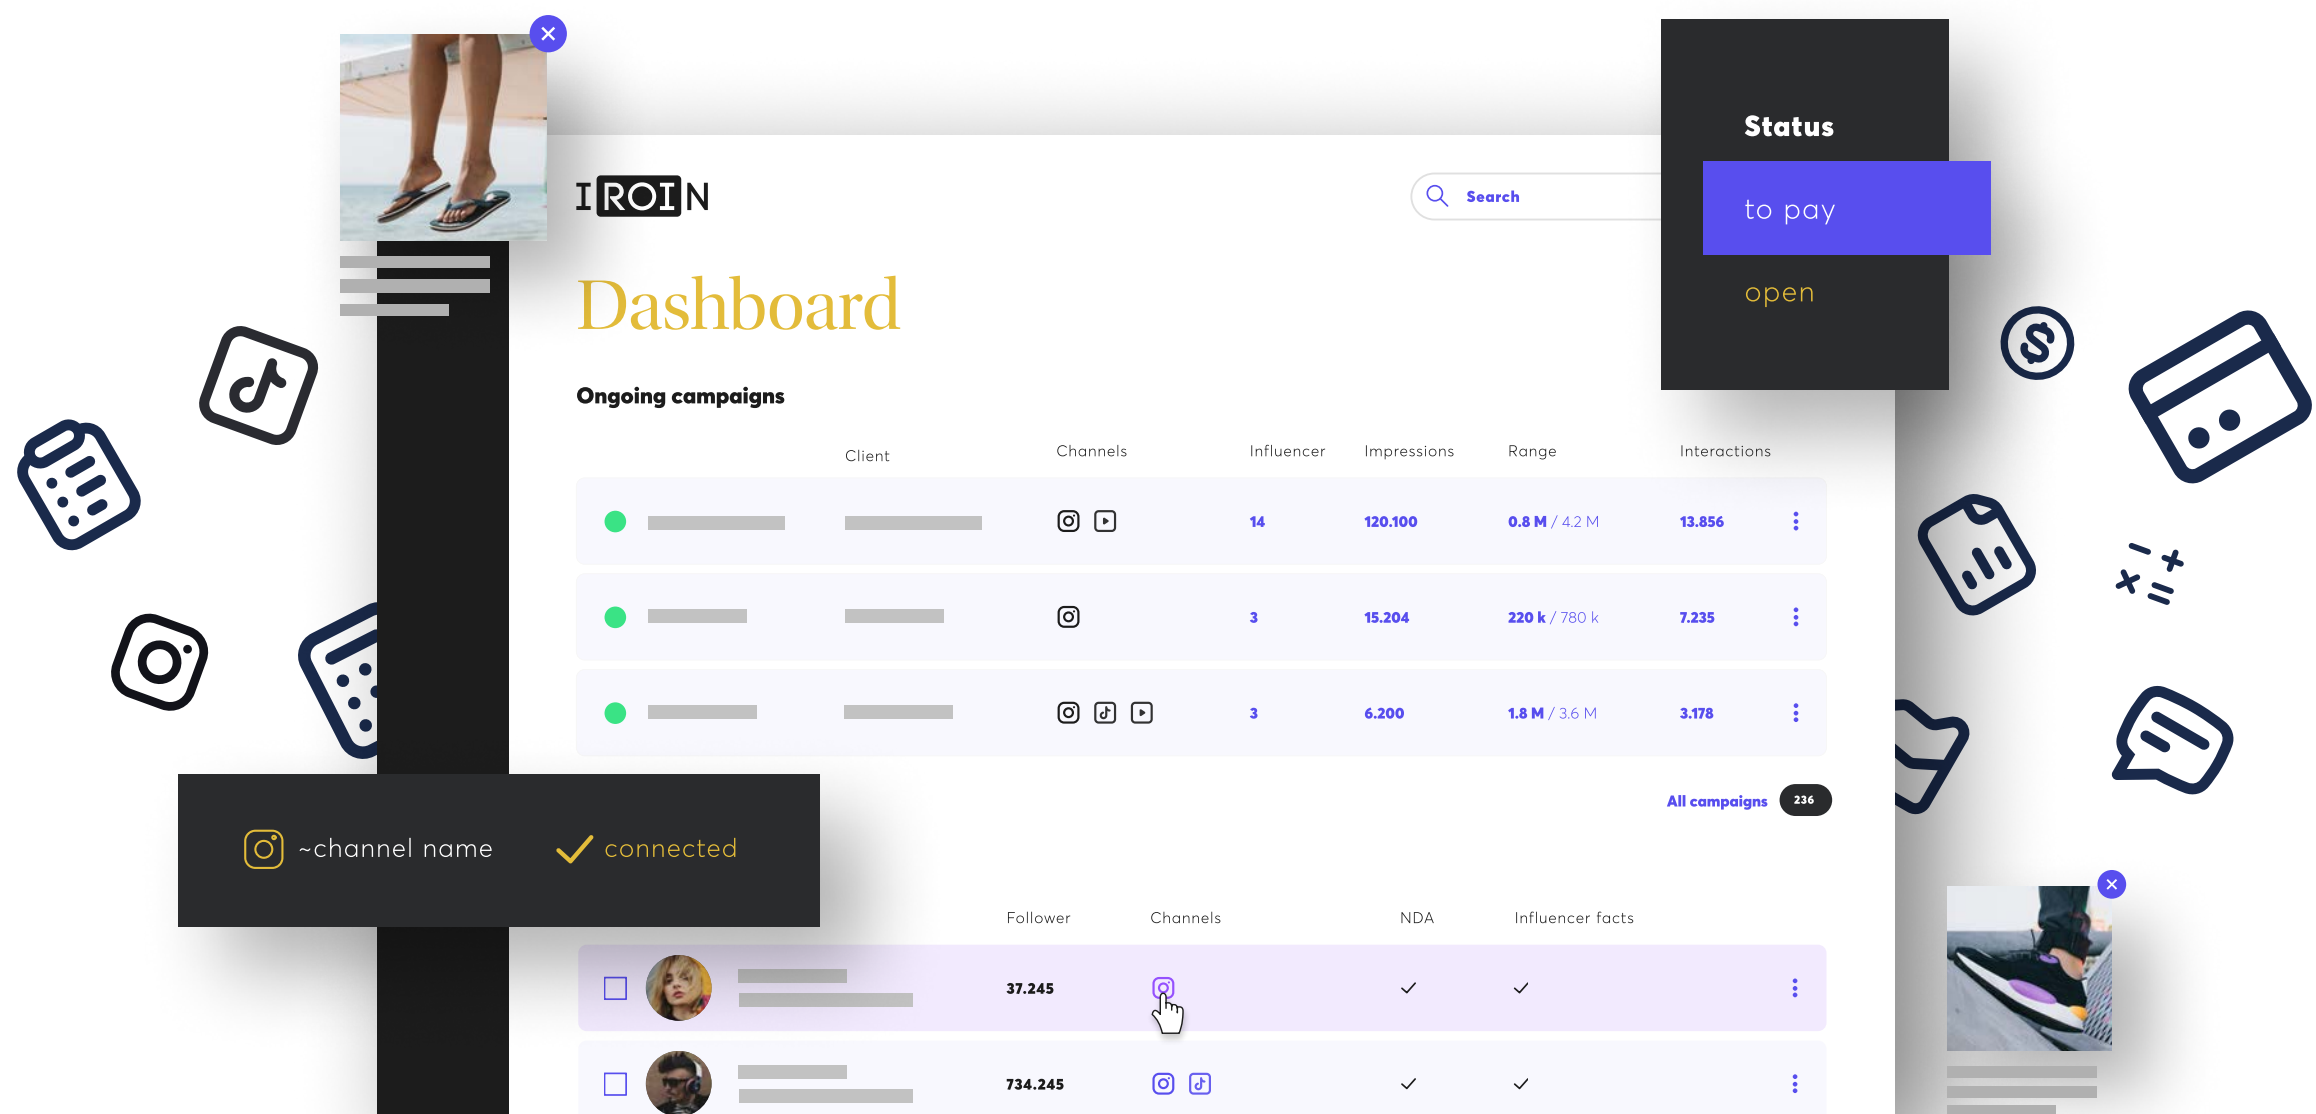 Status
to pay
open
IROIN
Search
Dashboard
Ongoing campaigns
Client Channels Influencer Impressions Range Interactions
14 120.100 0.8 M / 4.2 M 13.856
3 15.204 220 k / 780 k 7.235
3 6.200 1.8 M / 3.6 M 3.178
All campaigns 236
~channel name connected
Follower Channels NDA Influencer facts
37.245
734.245